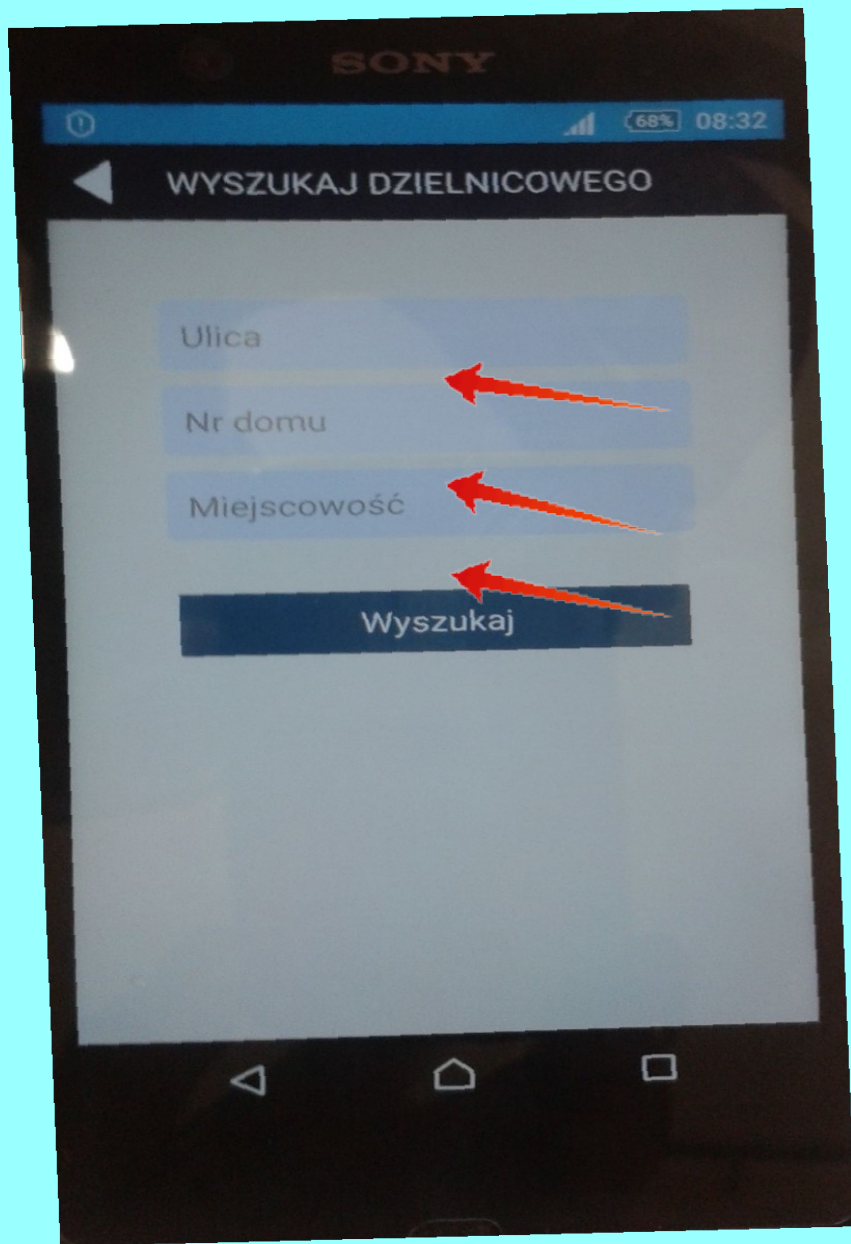 SONY
68% 08:32
WYSZUKAJ DZIELNICOWEGO
Ulica
Nr domu
Miejscowość
Wyszukaj